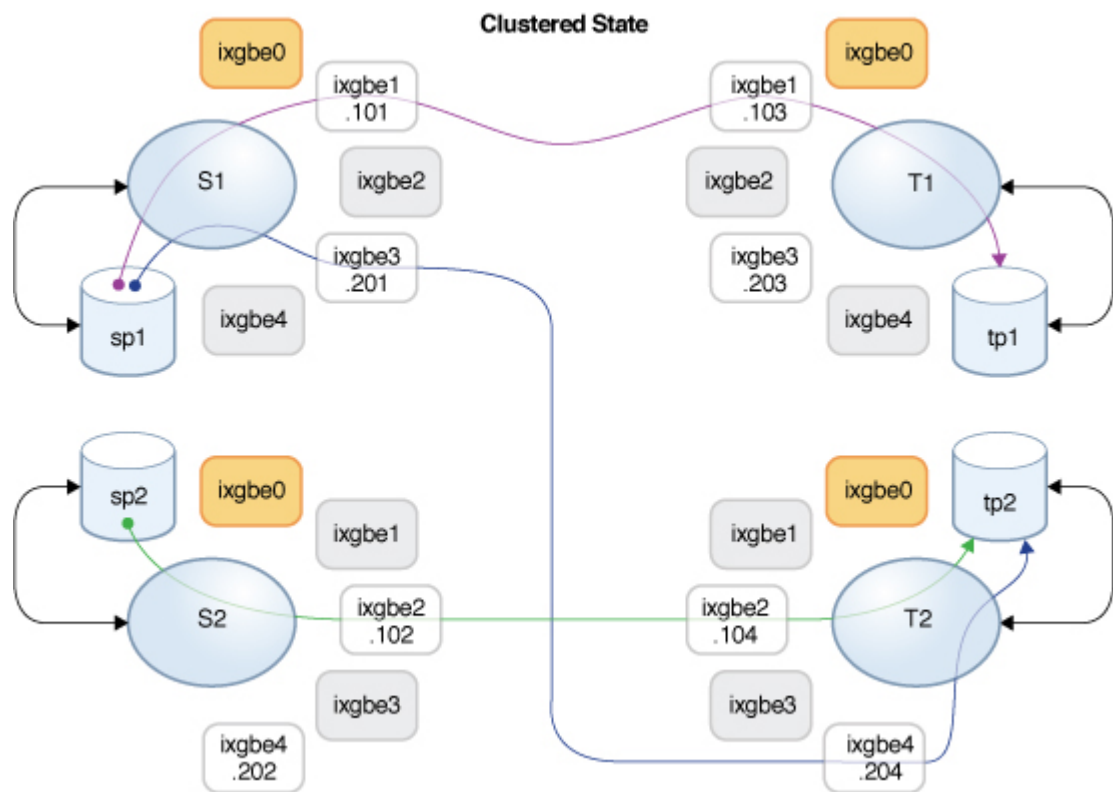 Clustered State
ixgbe0
ixgbe0
ixgbe1
.101
ixgbe1
.103
S1
ixgbe2
ixgbe2
T1
ixgbe3
.201
ixgbe3
.203
sp1
ixgbe4
ixgbe4
tp1
sp2
ixgbe0
ixgbe0
tp2
ixgbe1
ixgbe1
S2
ixgbe2
.102
ixgbe2
.104
T2
ixgbe3
ixgbe3
ixgbe4
.202
ixgbe4
.204